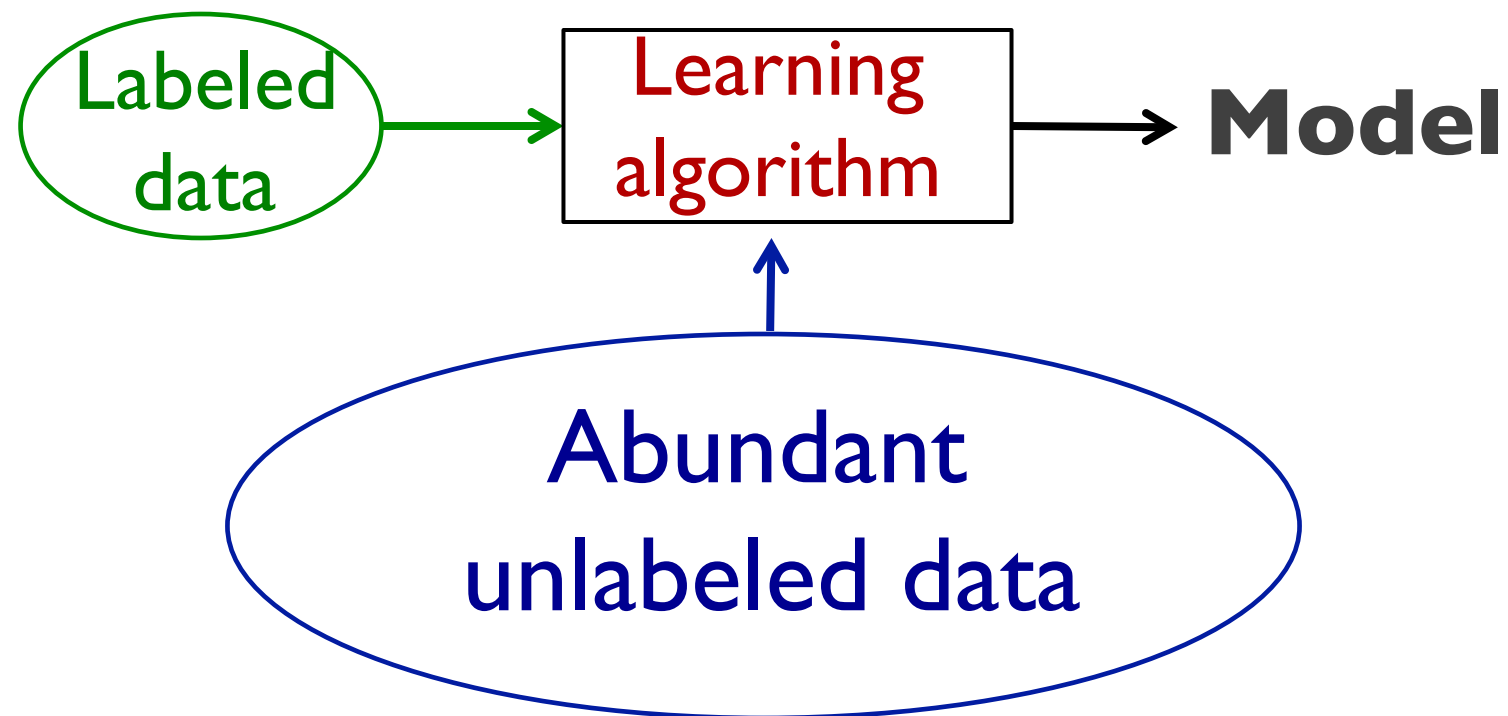 Labeled
data
Learning
algorithm
Model
Abundant
unlabeled data